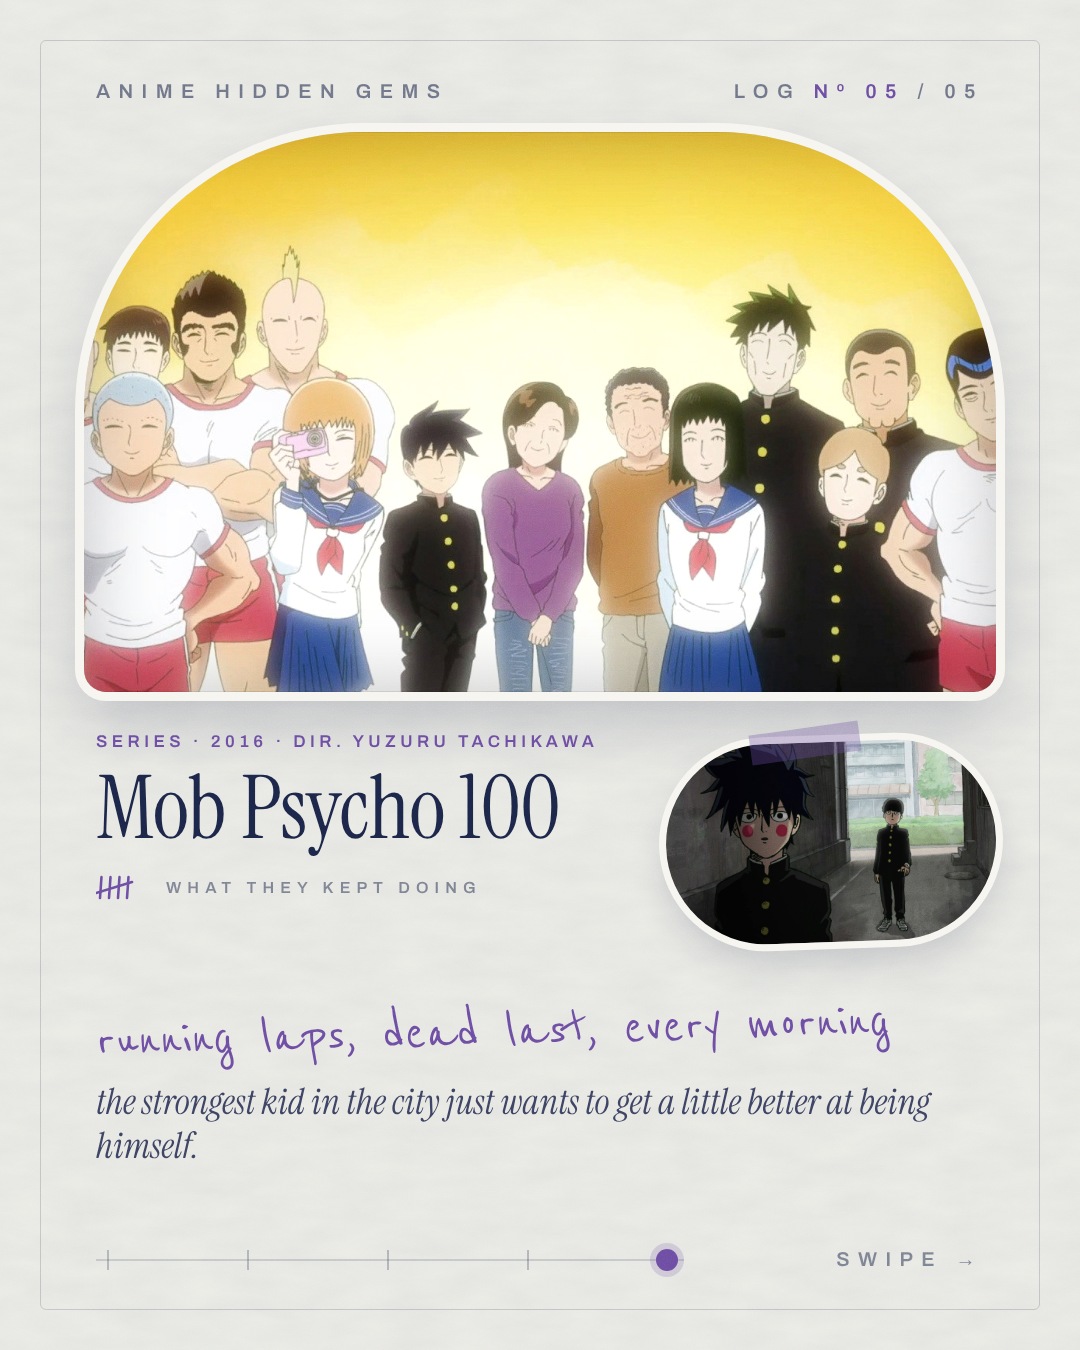 ANIME HIDDEN GEMS
LOG Nº 05 / 05
SERIES · 2016 · DIR. YUZURU TACHIKAWA
Mob Psycho 100
WHAT THEY KEPT DOING
running laps, dead last, every morning
the strongest kid in the city just wants to get a little better at being
himself.
SWIPE →